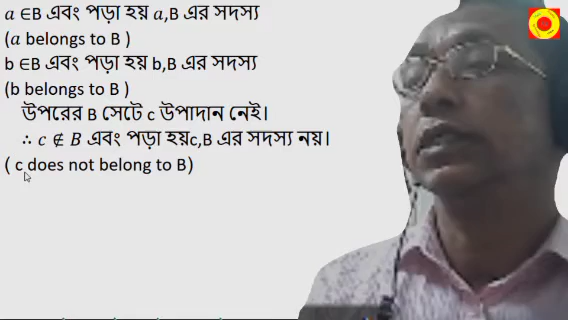 a ∈B এবং পড়া হয় a,B এর সদস্য
(a belongs to B )
b ∈B এবং পড়া হয় b,B এর সদস্য
(b belongs to B )
উপরের B সেটে c উপাদান নেই।
∴ c ∉ B এবং পড়া হয়c,B এর সদস্য নয়।
( c does not belong to B)